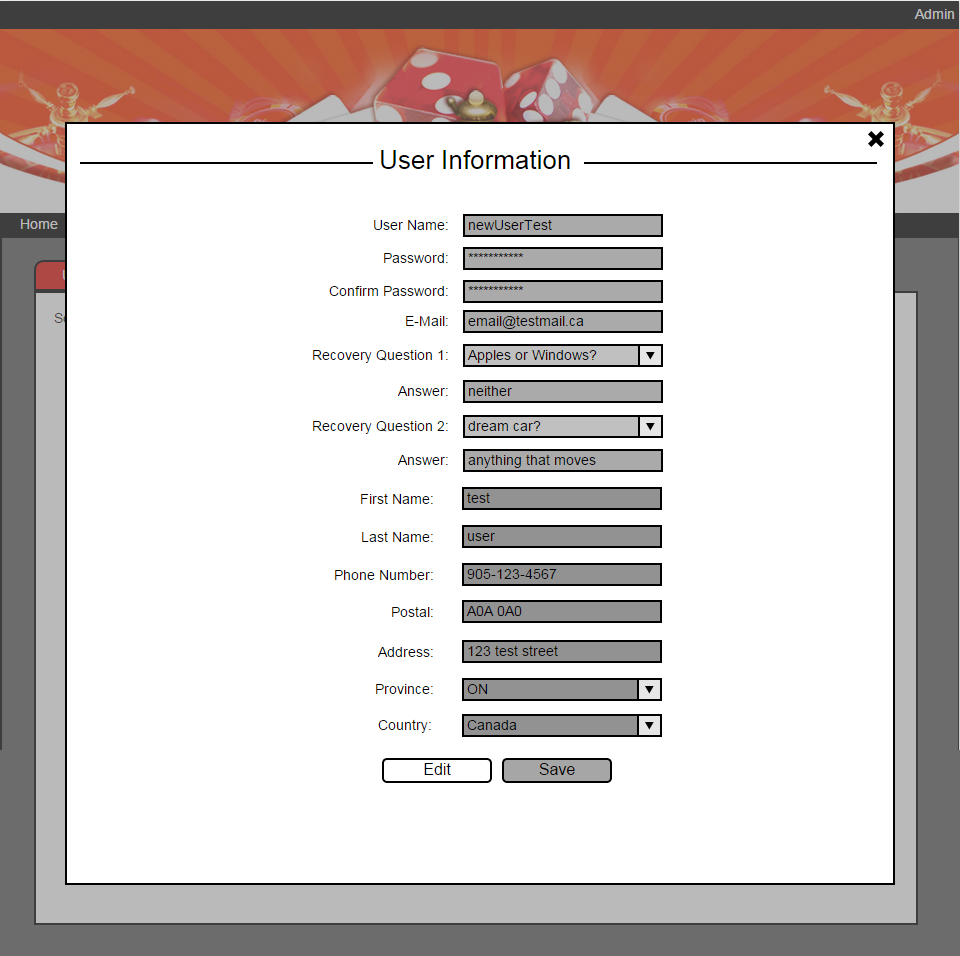 Admin
User Information
Home
User Name: newUserTest
Password: ***********
Confirm Password: ***********
E-Mail: email@testmail.ca
Recovery Question 1: Apples or Windows?
Answer: neither
Recovery Question 2: dream car?
Answer: anything that moves
First Name: test
Last Name: user
Phone Number: 905-123-4567
Postal: A0A 0A0
Address: 123 test street
Province: ON
Country: Canada
Edit Save